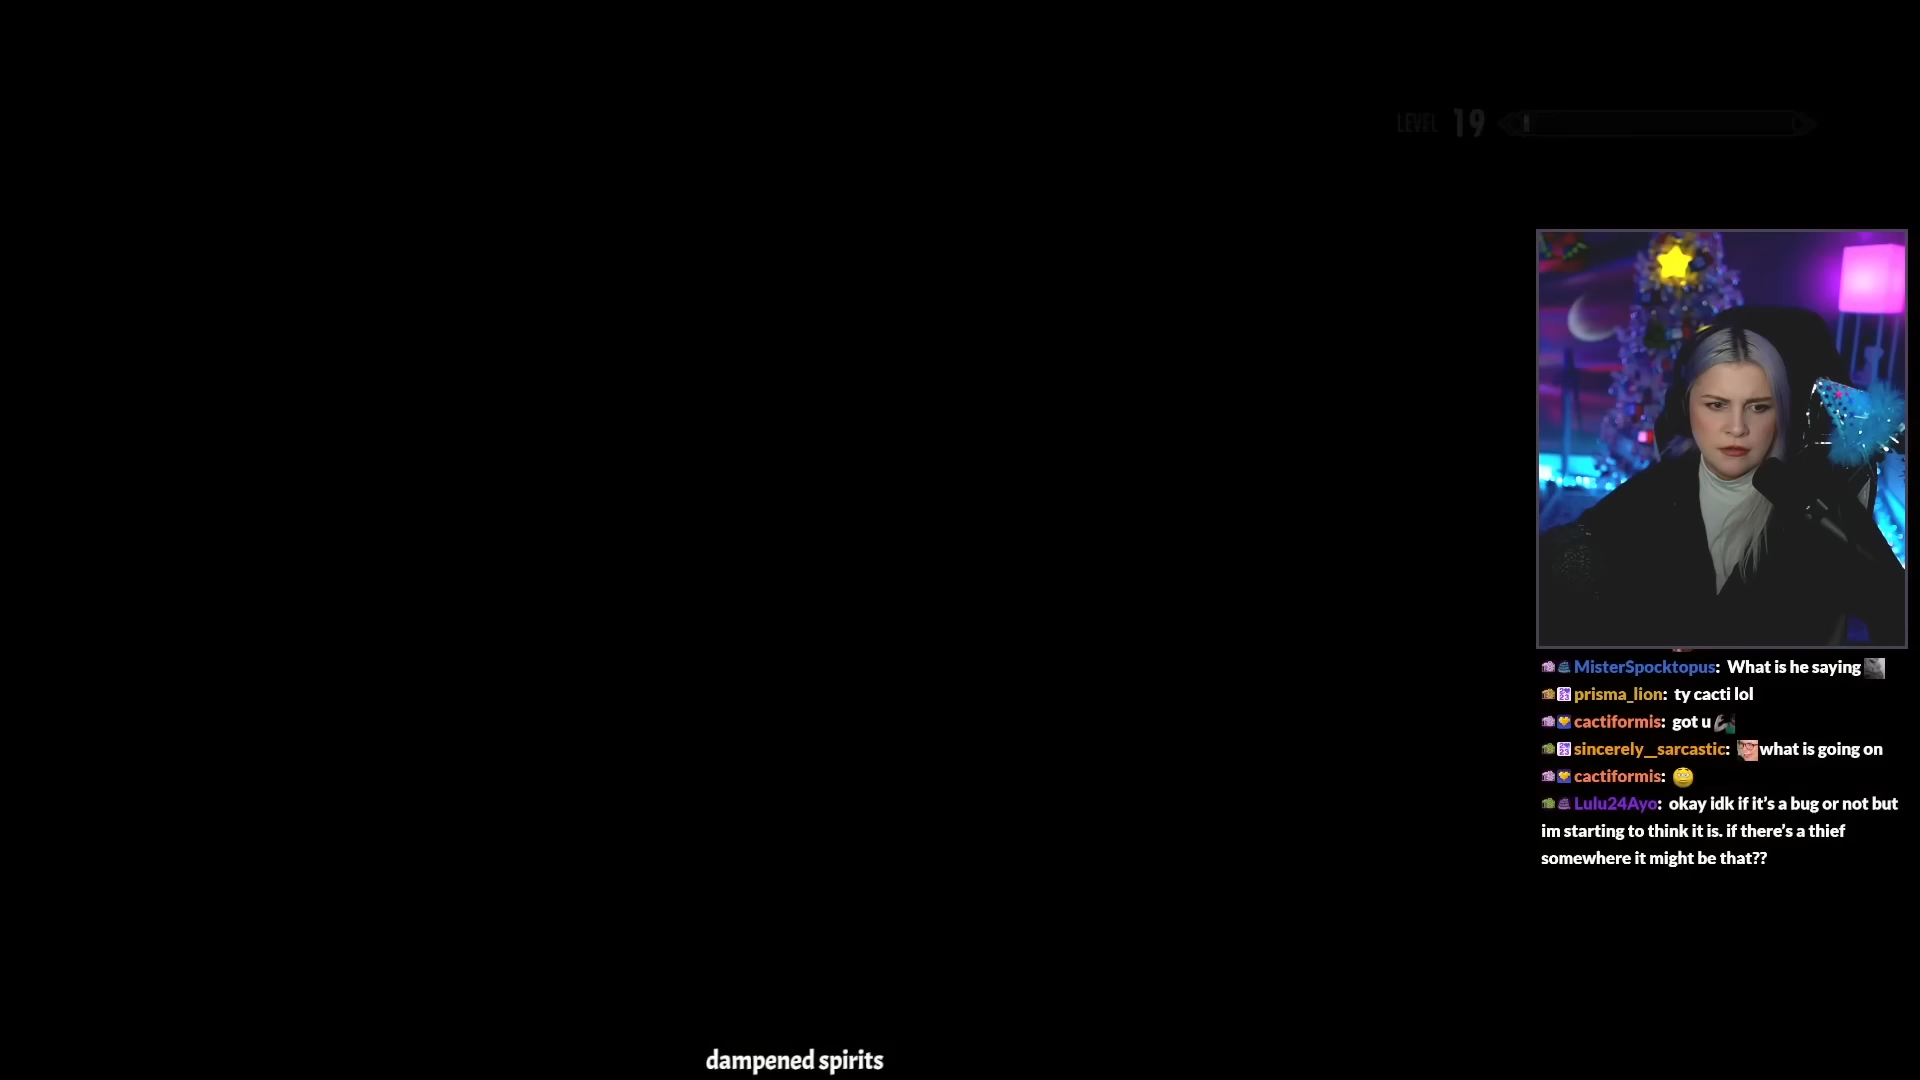 LEVEL 19
MisterSpocktopus: What is he saying
prisma_lion: ty cacti lol
cactiformis: got u
sincerely__sarcastic: what is going on
cactiformis:
Lulu24Ayo: okay idk if it's a bug or not but
im starting to think it is. if there's a thief
somewhere it might be that??
dampened spirits